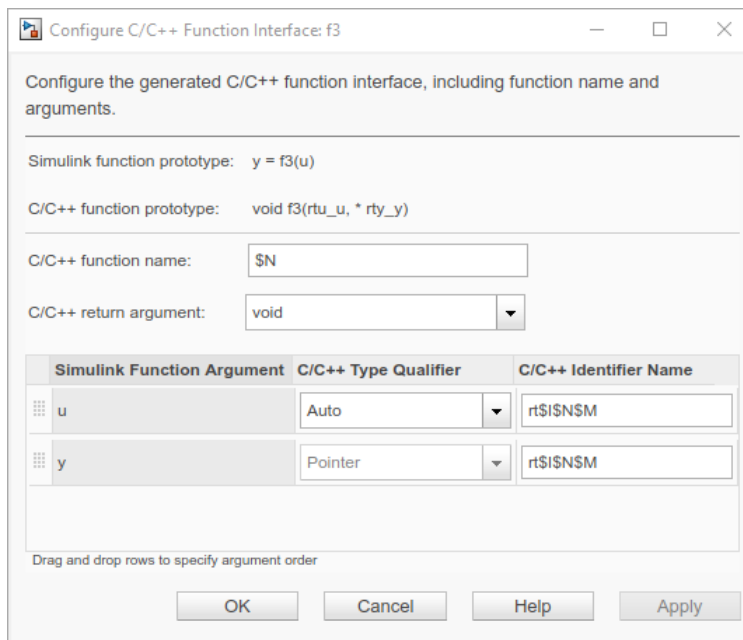 Configure C/C++ Function Interface: f3
Configure the generated C/C++ function interface, including function name and
arguments.
Simulink function prototype: y = f3(u)
C/C++ function prototype: void f3(rtu_u, * rty_y)
C/C++ function name: $N
C/C++ return argument: void
Simulink Function Argument C/C++ Type Qualifier C/C++ Identifier Name
u Auto rt$I$N$M
y Pointer rt$I$N$M
Drag and drop rows to specify argument order
OK Cancel Help Apply